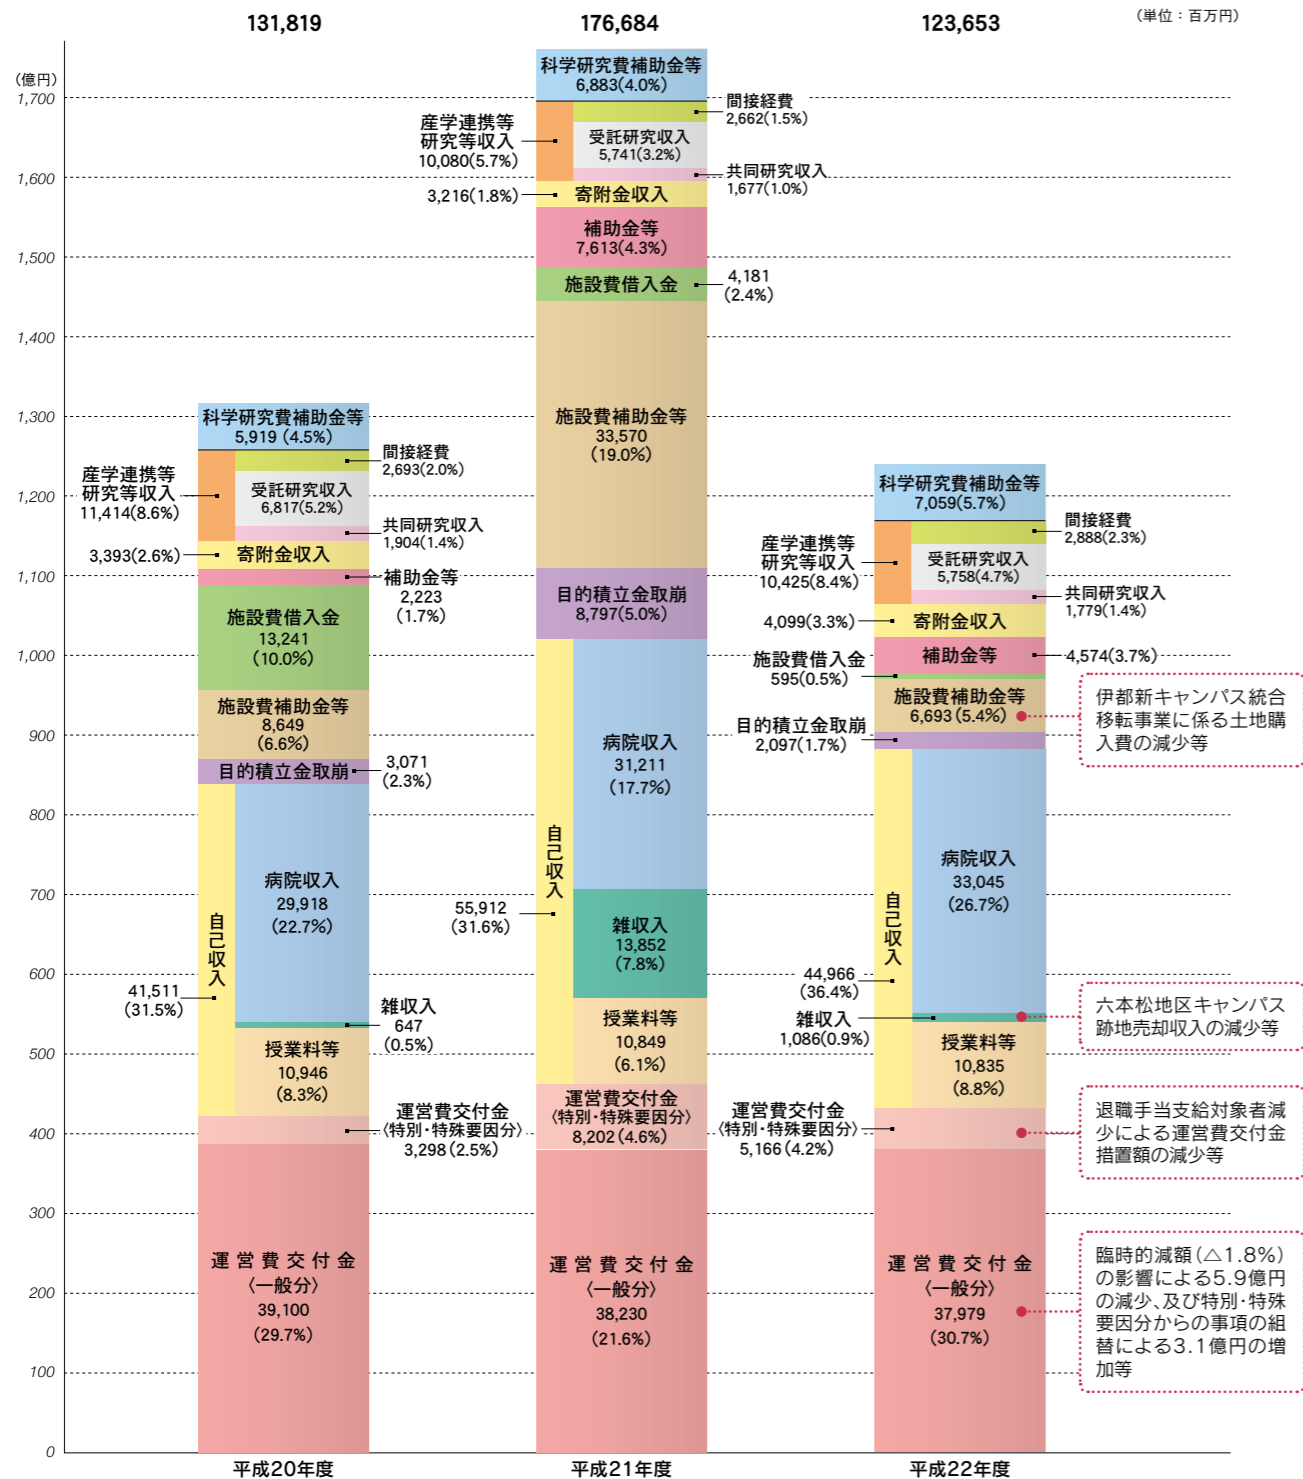 131,819
176,684
123,653
(単位：百万円)
(億円)
1,700
1,600
1,500
1,400
1,300
1,200
1,100
1,000
900
800
700
600
500
400
300
200
100
0
科学研究費補助金等
5,919 (4.5%)
産学連携等
研究等収入
11,414(8.6%)
間接経費
2,693(2.0%)
受託研究収入
6,817(5.2%)
共同研究収入
1,904(1.4%)
3,393(2.6%)
寄附金収入
補助金等
2,223
(1.7%)
施設費借入金
13,241
(10.0%)
施設費補助金等
8,649
(6.6%)
目的積立金取崩
3,071
(2.3%)
自己収入
41,511
(31.5%)
病院収入
29,918
(22.7%)
雑収入
647
(0.5%)
授業料等
10,946
(8.3%)
運営費交付金
〈特別・特殊要因分〉
3,298(2.5%)
運営費交付金
〈一般分〉
39,100
(29.7%)
平成20年度
科学研究費補助金等
6,883(4.0%)
産学連携等
研究等収入
10,080(5.7%)
間接経費
2,662(1.5%)
受託研究収入
5,741(3.2%)
共同研究収入
1,677(1.0%)
3,216(1.8%)
寄附金収入
補助金等
7,613(4.3%)
施設費借入金
4,181
(2.4%)
施設費補助金等
33,570
(19.0%)
目的積立金取崩
8,797(5.0%)
自己収入
55,912
(31.6%)
病院収入
31,211
(17.7%)
雑収入
13,852
(7.8%)
授業料等
10,849
(6.1%)
運営費交付金
〈特別・特殊要因分〉
8,202(4.6%)
運営費交付金
〈一般分〉
38,230
(21.6%)
平成21年度
科学研究費補助金等
7,059(5.7%)
産学連携等
研究等収入
10,425(8.4%)
間接経費
2,888(2.3%)
受託研究収入
5,758(4.7%)
共同研究収入
1,779(1.4%)
4,099(3.3%)
寄附金収入
補助金等
4,574(3.7%)
施設費借入金
595(0.5%)
施設費補助金等
6,693(5.4%)
目的積立金取崩
2,097(1.7%)
自己収入
44,966
(36.4%)
病院収入
33,045
(26.7%)
雑収入
1,086(0.9%)
授業料等
10,835
(8.8%)
運営費交付金
〈特別・特殊要因分〉
5,166(4.2%)
運営費交付金
〈一般分〉
37,979
(30.7%)
平成22年度
伊都新キャンパス統合
移転事業に係る土地購
入費の減少等
六本松地区キャンパス
跡地売却収入の減少等
退職手当支給対象者減
少による運営費交付金
措置額の減少等
臨時的減額(△1.8%)
の影響による5.9億円
の減少、及び特別・特殊
要因分からの事項の組
替による3.1億円の増
加等